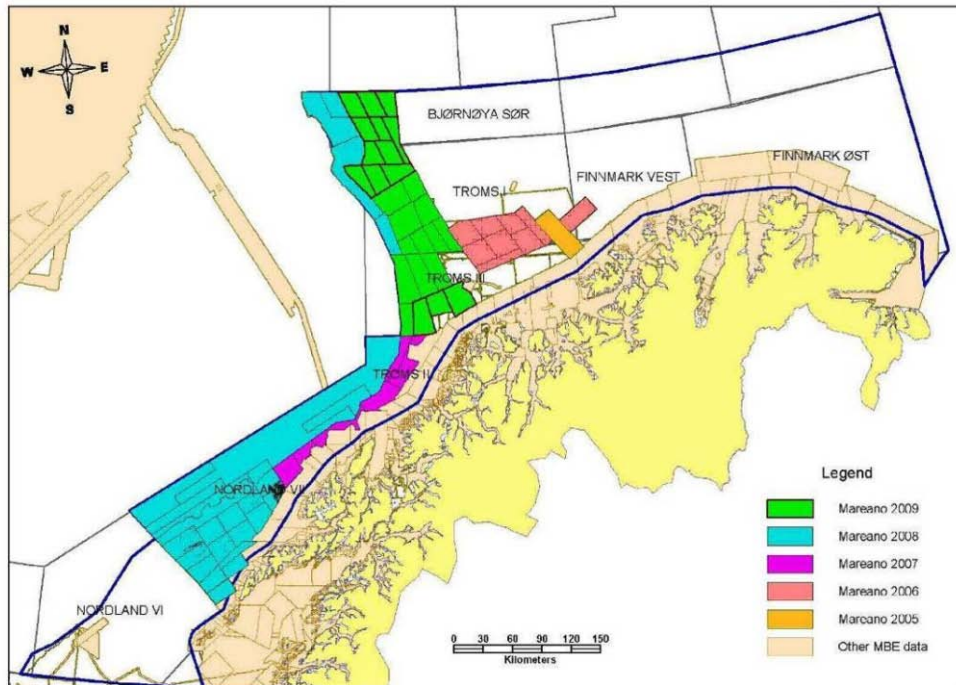 N
W E
S
BJØRNØYA SØR
FINNMARK ØST
FINNMARK VEST
TROMS I
TROMS III
TROMS II
NORDLAND VII
NORDLAND VI
Legend
Mareano 2009
Mareano 2008
Mareano 2007
Mareano 2006
Mareano 2005
Other MBE data
0 30 60 90 120 150
Kilometers